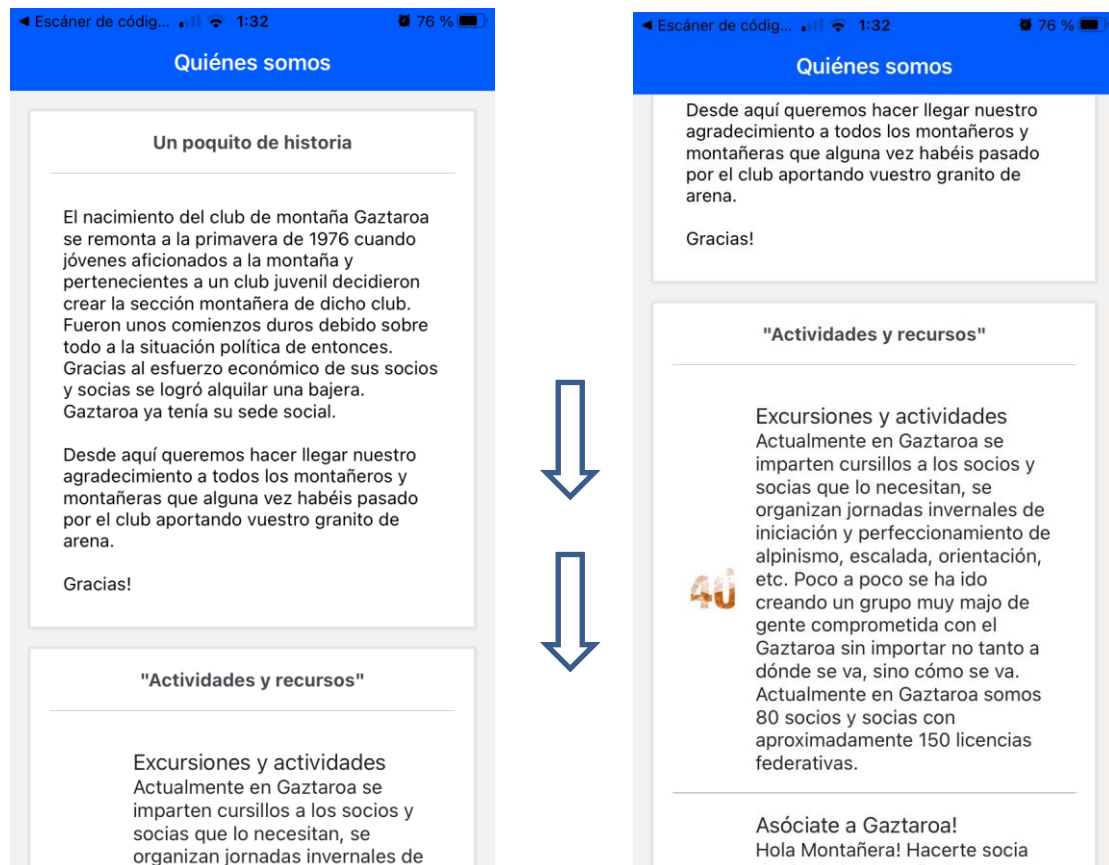 ◄ Escáner de códig... 1:32 76 %
Quiénes somos
Un poquito de historia
El nacimiento del club de montaña Gaztaroa
se remonta a la primavera de 1976 cuando
jóvenes aficionados a la montaña y
pertenecientes a un club juvenil decidieron
crear la sección montañera de dicho club.
Fueron unos comienzos duros debido sobre
todo a la situación política de entonces.
Gracias al esfuerzo económico de sus socios
y socias se logró alquilar una bajera.
Gaztaroa ya tenía su sede social.
Desde aquí queremos hacer llegar nuestro
agradecimiento a todos los montañeros y
montañeras que alguna vez habéis pasado
por el club aportando vuestro granito de
arena.
Gracias!
"Actividades y recursos"
Excursiones y actividades
Actualmente en Gaztaroa se
imparten cursillos a los socios y
socias que lo necesitan, se
organizan jornadas invernales de
◄ Escáner de códig... 1:32 76 %
Quiénes somos
Desde aquí queremos hacer llegar nuestro
agradecimiento a todos los montañeros y
montañeras que alguna vez habéis pasado
por el club aportando vuestro granito de
arena.
Gracias!
"Actividades y recursos"
Excursiones y actividades
Actualmente en Gaztaroa se
imparten cursillos a los socios y
socias que lo necesitan, se
organizan jornadas invernales de
iniciación y perfeccionamiento de
alpinismo, escalada, orientación,
etc. Poco a poco se ha ido
creando un grupo muy majo de
gente comprometida con el
Gaztaroa sin importar no tanto a
dónde se va, sino cómo se va.
Actualmente en Gaztaroa somos
80 socios y socias con
aproximadamente 150 licencias
federativas.
40
Asóciate a Gaztaroa!
Hola Montañera! Hacerte socia